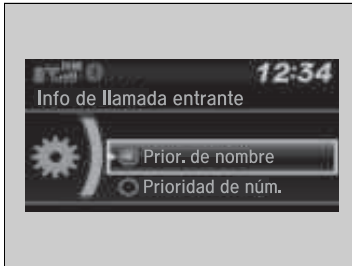 12:34
Info de llamada entrante
Prior. de nombre
Prioridad de núm.